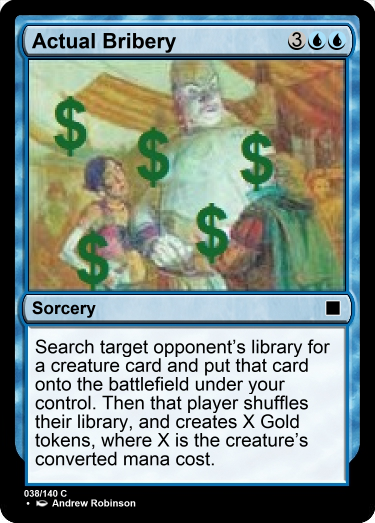 Actual Bribery 3
$ $ $ $ $
Sorcery
Search target opponent's library for
a creature card and put that card
onto the battlefield under your
control. Then that player shuffles
their library, and creates X Gold
tokens, where X is the creature's
converted mana cost.
038/140 C
• Andrew Robinson